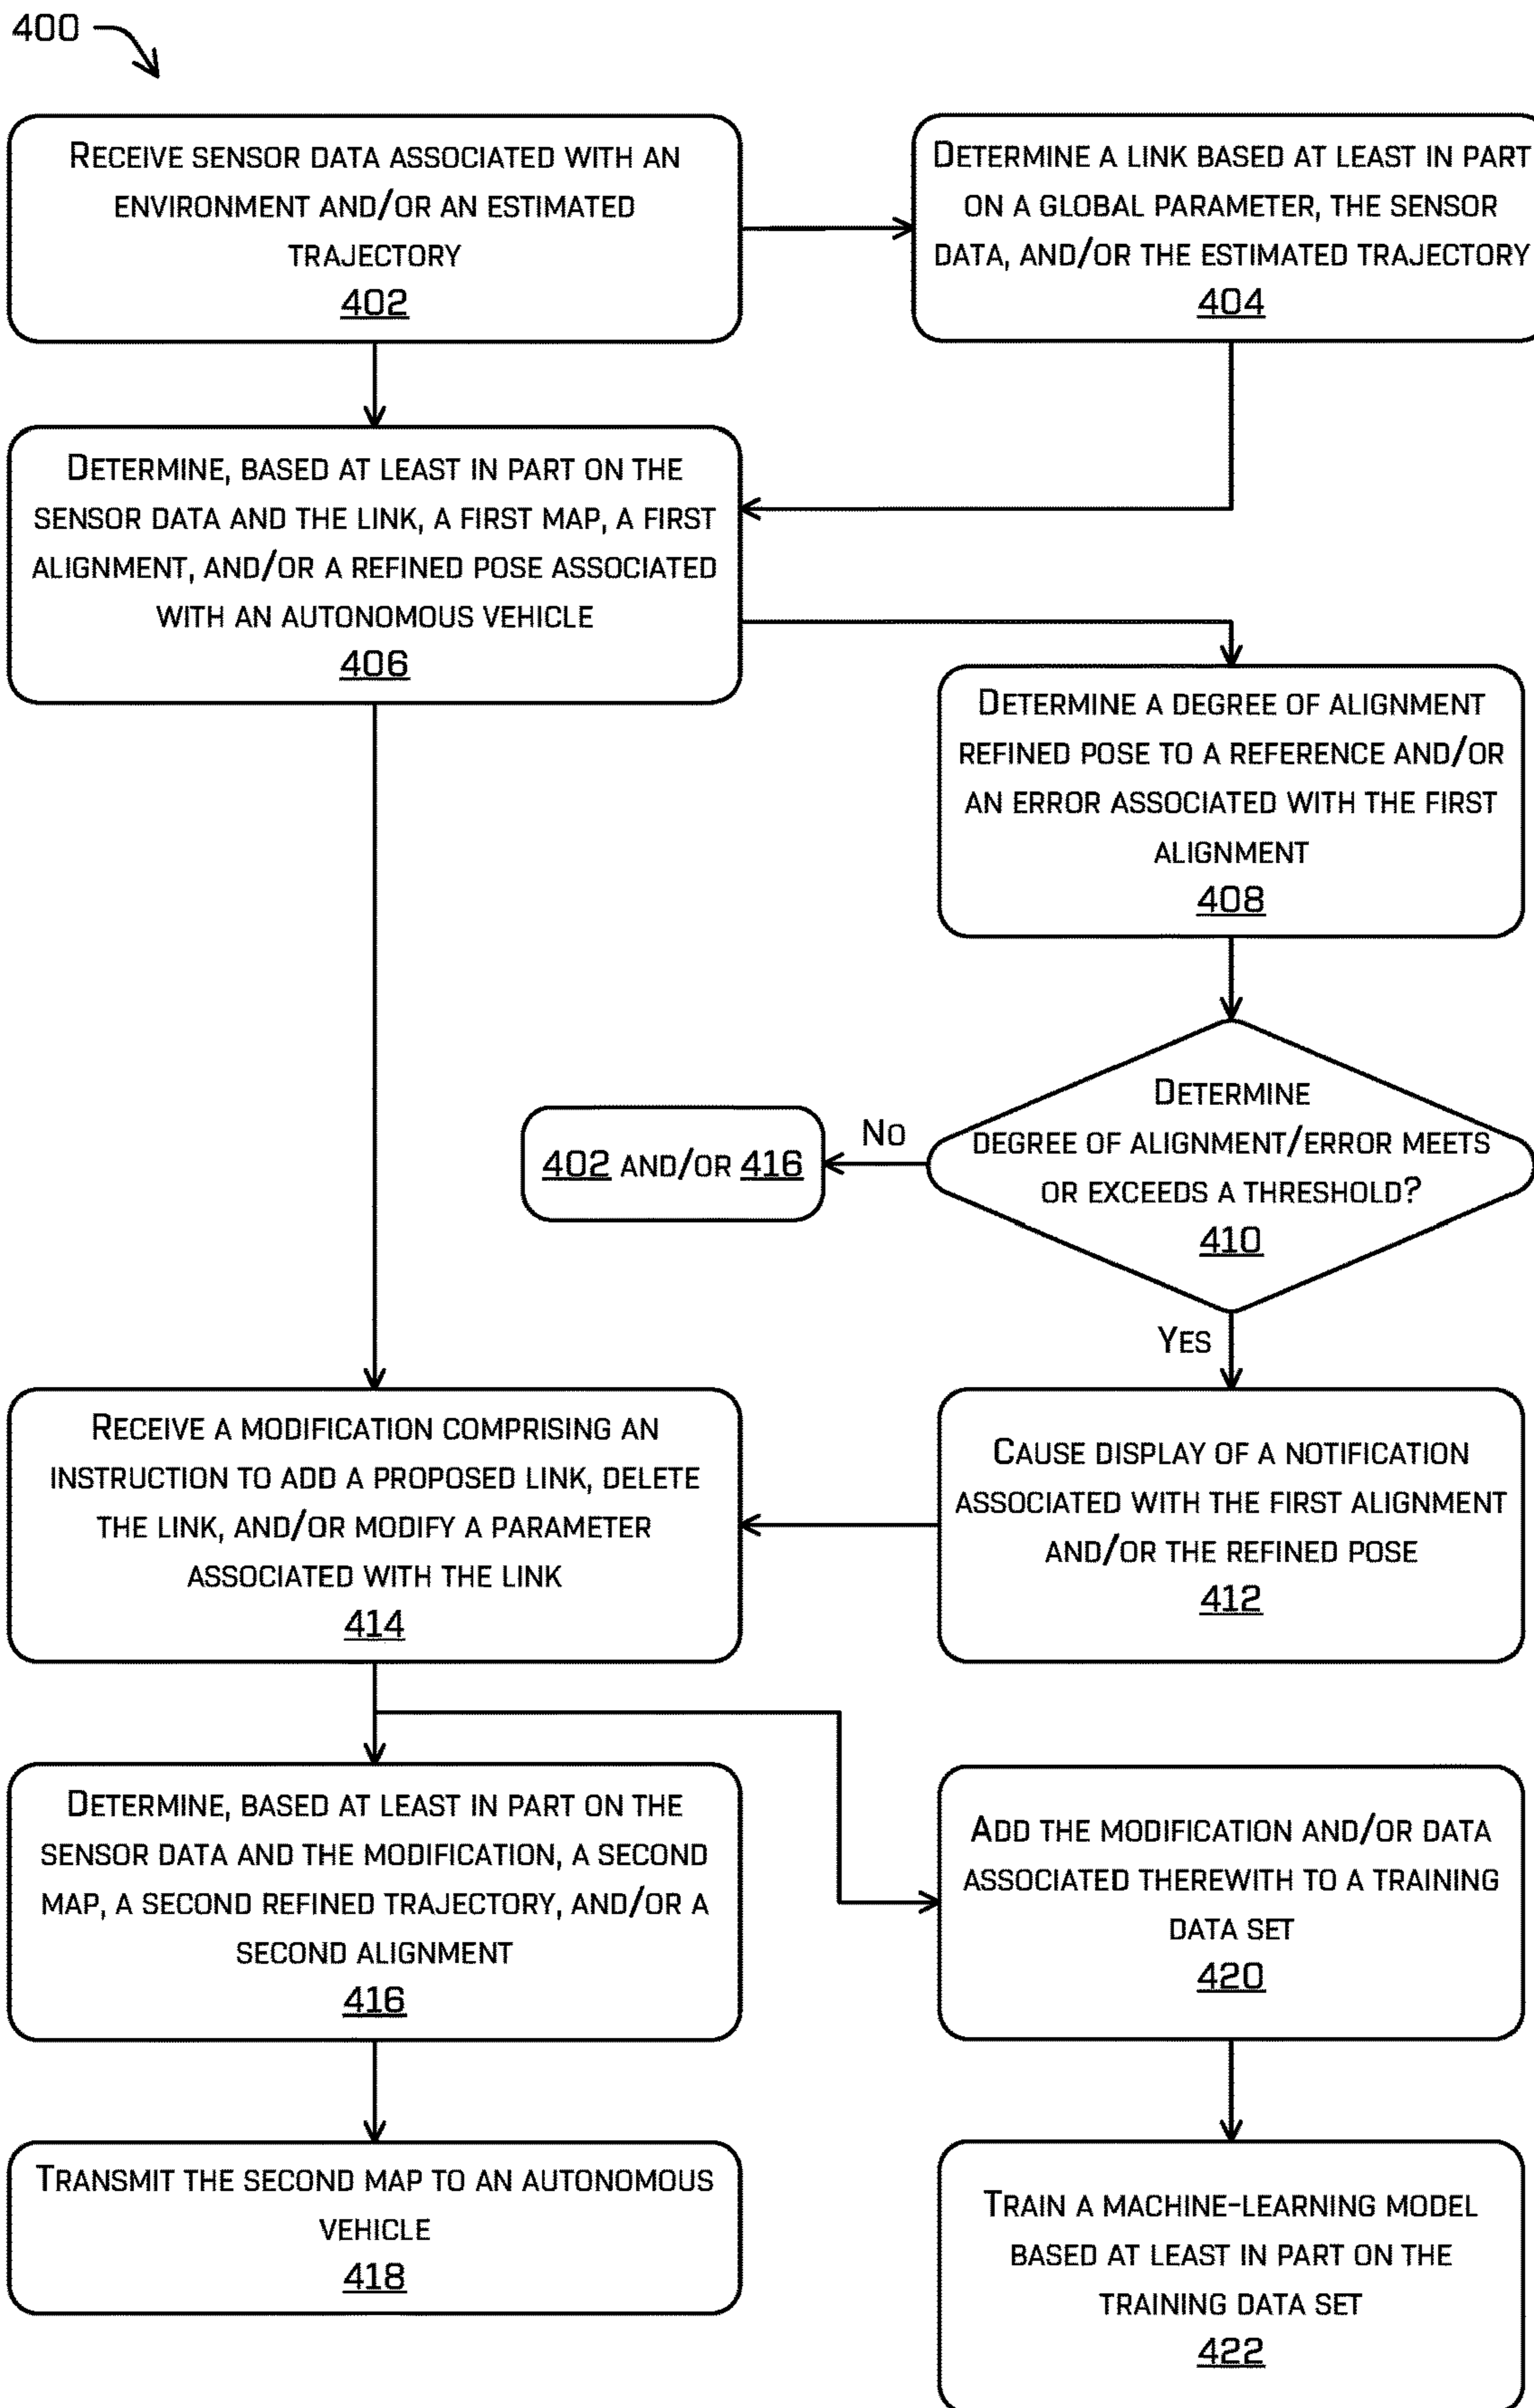 400
RECEIVE SENSOR DATA ASSOCIATED WITH AN
ENVIRONMENT AND/OR AN ESTIMATED
TRAJECTORY
402
DETERMINE A LINK BASED AT LEAST IN PART
ON A GLOBAL PARAMETER, THE SENSOR
DATA, AND/OR THE ESTIMATED TRAJECTORY
404
DETERMINE, BASED AT LEAST IN PART ON THE
SENSOR DATA AND THE LINK, A FIRST MAP, A FIRST
ALIGNMENT, AND/OR A REFINED POSE ASSOCIATED
WITH AN AUTONOMOUS VEHICLE
406
DETERMINE A DEGREE OF ALIGNMENT
REFINED POSE TO A REFERENCE AND/OR
AN ERROR ASSOCIATED WITH THE FIRST
ALIGNMENT
408
DETERMINE
DEGREE OF ALIGNMENT/ERROR MEETS
OR EXCEEDS A THRESHOLD?
410
NO
402 AND/OR 416
YES
CAUSE DISPLAY OF A NOTIFICATION
ASSOCIATED WITH THE FIRST ALIGNMENT
AND/OR THE REFINED POSE
412
RECEIVE A MODIFICATION COMPRISING AN
INSTRUCTION TO ADD A PROPOSED LINK, DELETE
THE LINK, AND/OR MODIFY A PARAMETER
ASSOCIATED WITH THE LINK
414
DETERMINE, BASED AT LEAST IN PART ON THE
SENSOR DATA AND THE MODIFICATION, A SECOND
MAP, A SECOND REFINED TRAJECTORY, AND/OR A
SECOND ALIGNMENT
416
ADD THE MODIFICATION AND/OR DATA
ASSOCIATED THEREWITH TO A TRAINING
DATA SET
420
TRANSMIT THE SECOND MAP TO AN AUTONOMOUS
VEHICLE
418
TRAIN A MACHINE-LEARNING MODEL
BASED AT LEAST IN PART ON THE
TRAINING DATA SET
422